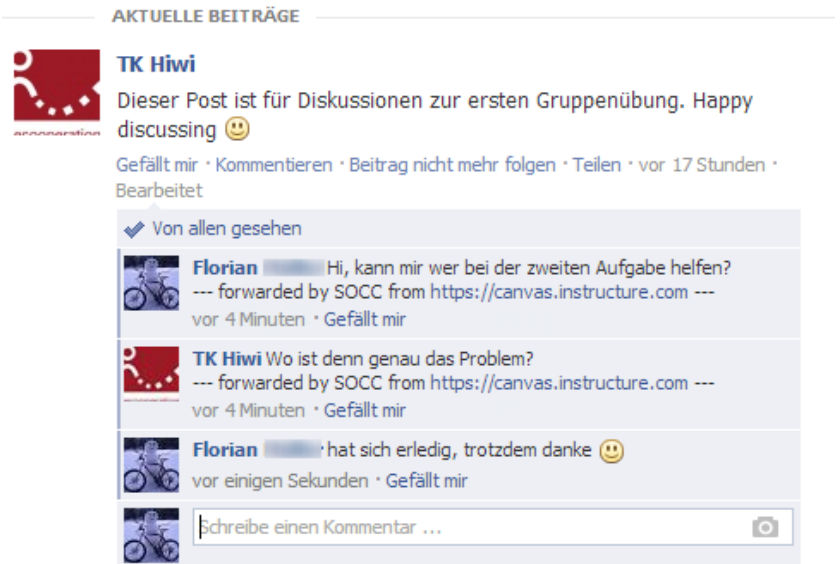 AKTUELLE BEITRÄGE
TK Hiwi
Dieser Post ist für Diskussionen zur ersten Gruppenübung. Happy
discussing
Gefällt mir · Kommentieren · Beitrag nicht mehr folgen · Teilen · vor 17 Stunden ·
Bearbeitet
Von allen gesehen
Florian Hi, kann mir wer bei der zweiten Aufgabe helfen?
--- forwarded by SOCC from https://canvas.instructure.com ---
vor 4 Minuten · Gefällt mir
TK Hiwi Wo ist denn genau das Problem?
--- forwarded by SOCC from https://canvas.instructure.com ---
vor 4 Minuten · Gefällt mir
Florian hat sich erledig, trotzdem danke
vor einigen Sekunden · Gefällt mir
Schreibe einen Kommentar ...